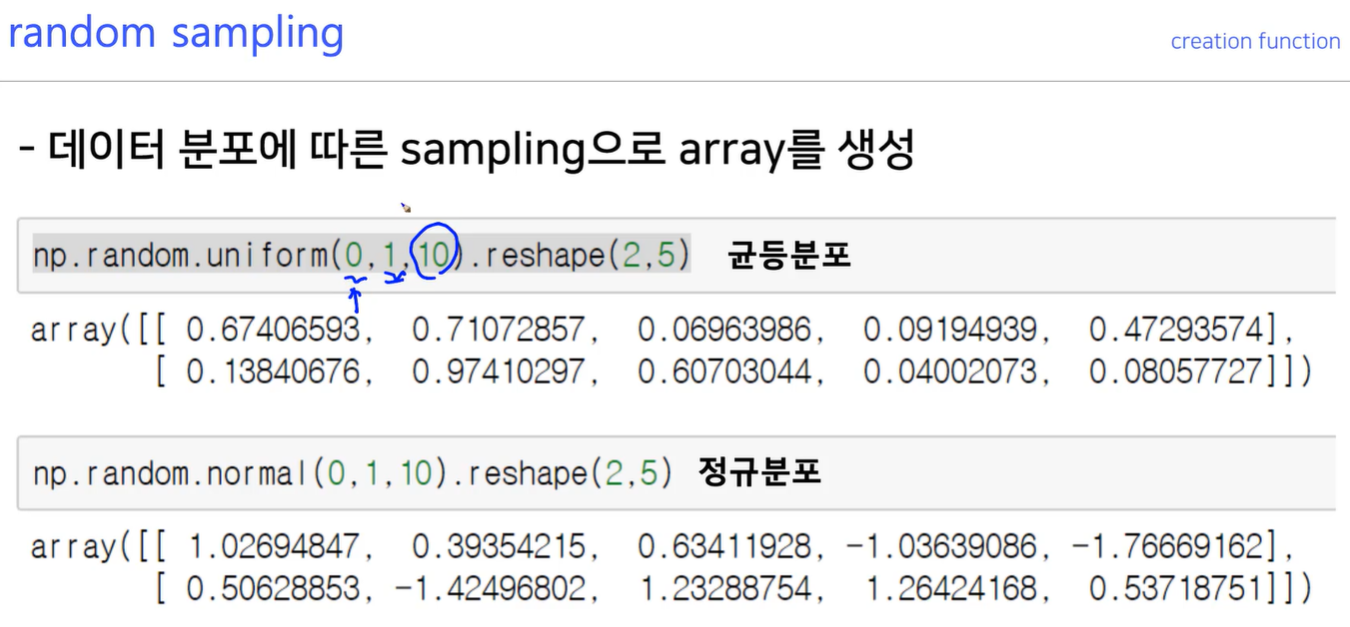 random sampling
creation function
- 데이터 분포에 따른 sampling으로 array를 생성
np.random.uniform(0,1,10).reshape(2,5) 균등분포
array([[ 0.67406593, 0.71072857, 0.06963986, 0.09194939, 0.47293574],
[ 0.13840676, 0.97410297, 0.60703044, 0.04002073, 0.08057727]])
np.random.normal(0,1,10).reshape(2,5) 정규분포
array([[ 1.02694847, 0.39354215, 0.63411928, -1.03639086, -1.76669162],
[ 0.50628853, -1.42496802, 1.23288754, 1.26424168, 0.53718751]])